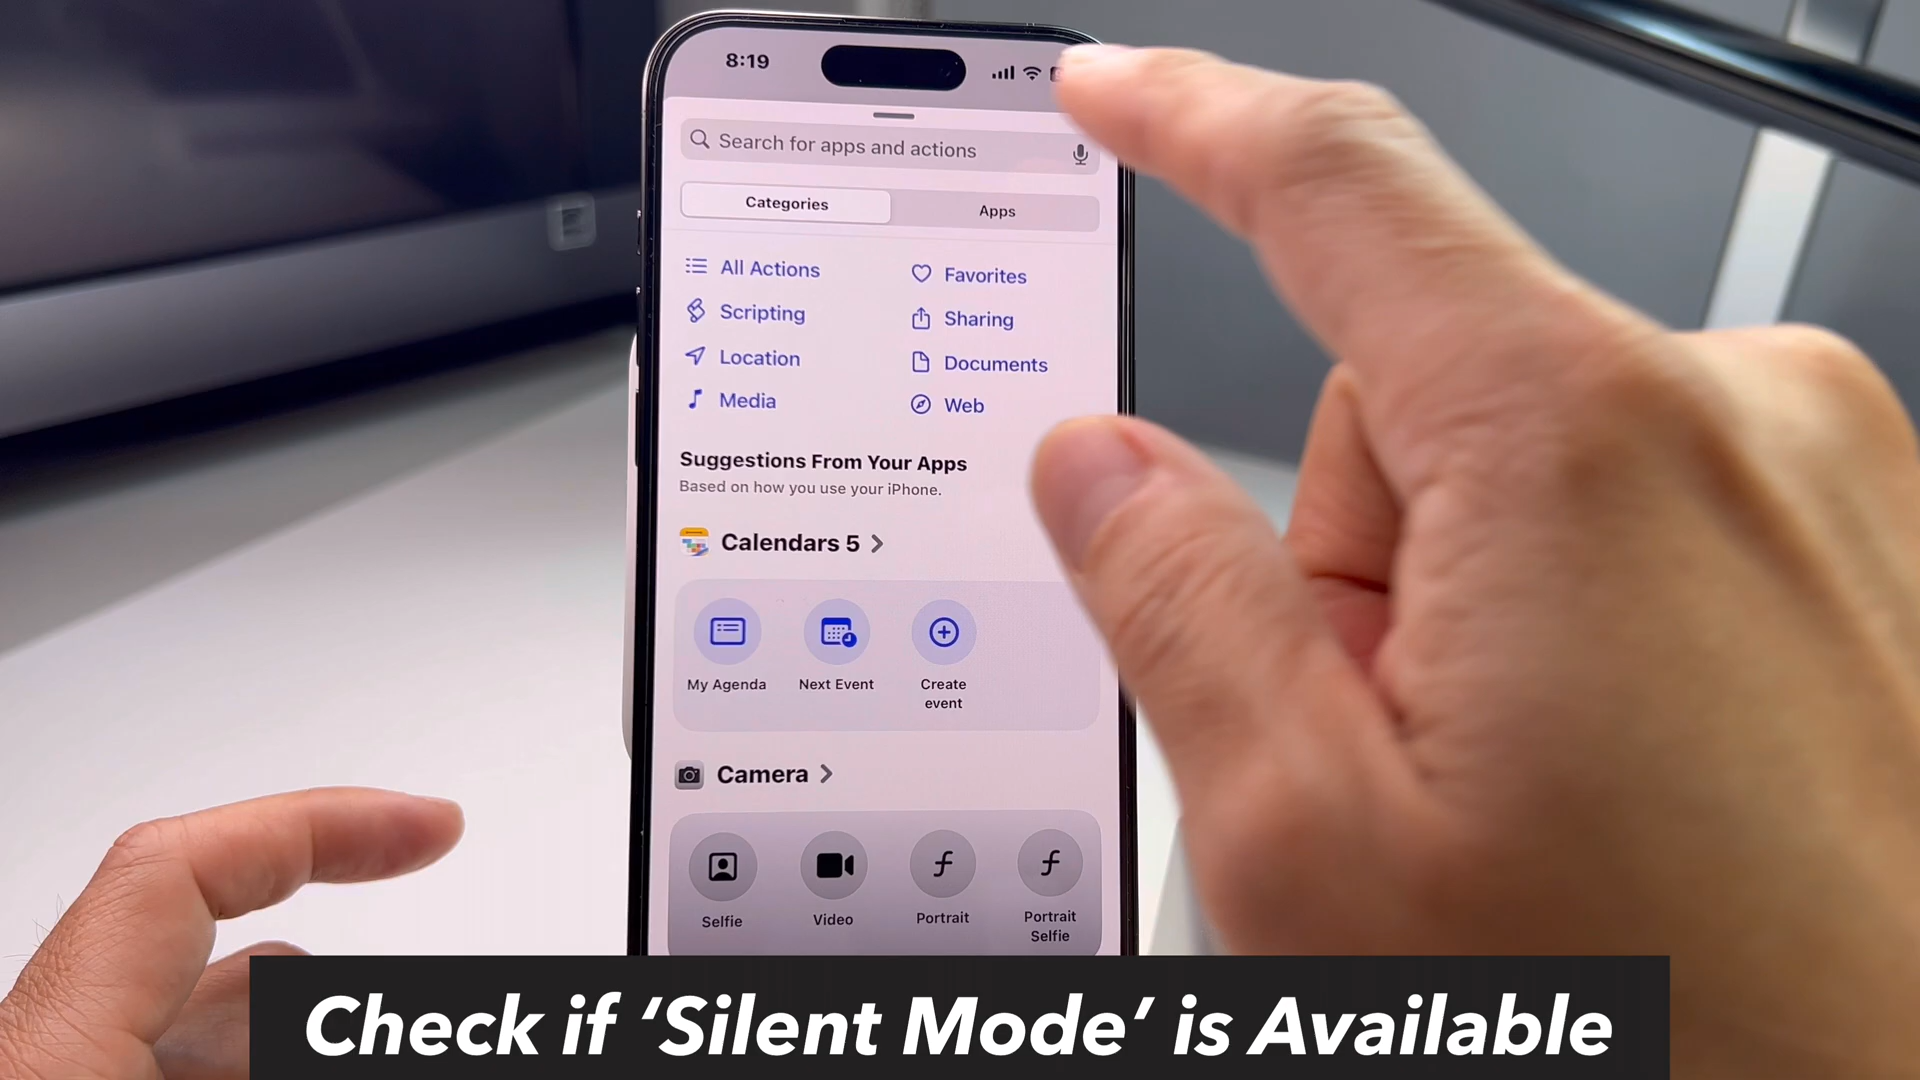 8:19
Search for apps and actions
Categories
Apps
All Actions
Favorites
Scripting
Sharing
Location
Documents
Media
Web
Suggestions From Your Apps
Based on how you use your iPhone.
Calendars 5
My Agenda
Next Event
Create
event
Camera
Selfie
Video
Portrait
Portrait
Selfie
Check if ‘Silent Mode’ is Available